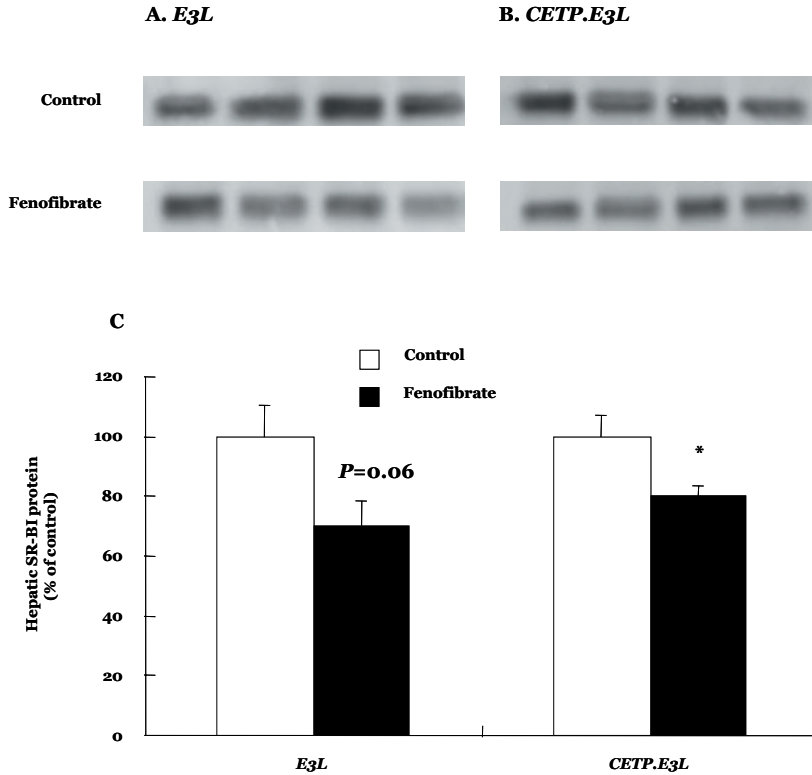 A. E3L
B. CETP.E3L
Control
Fenofibrate
C
Control
Fenofibrate
120
100
80
60
40
20
0
Hepatic SR-BI protein
(% of control)
P=0.06
*
E3L
CETP.E3L